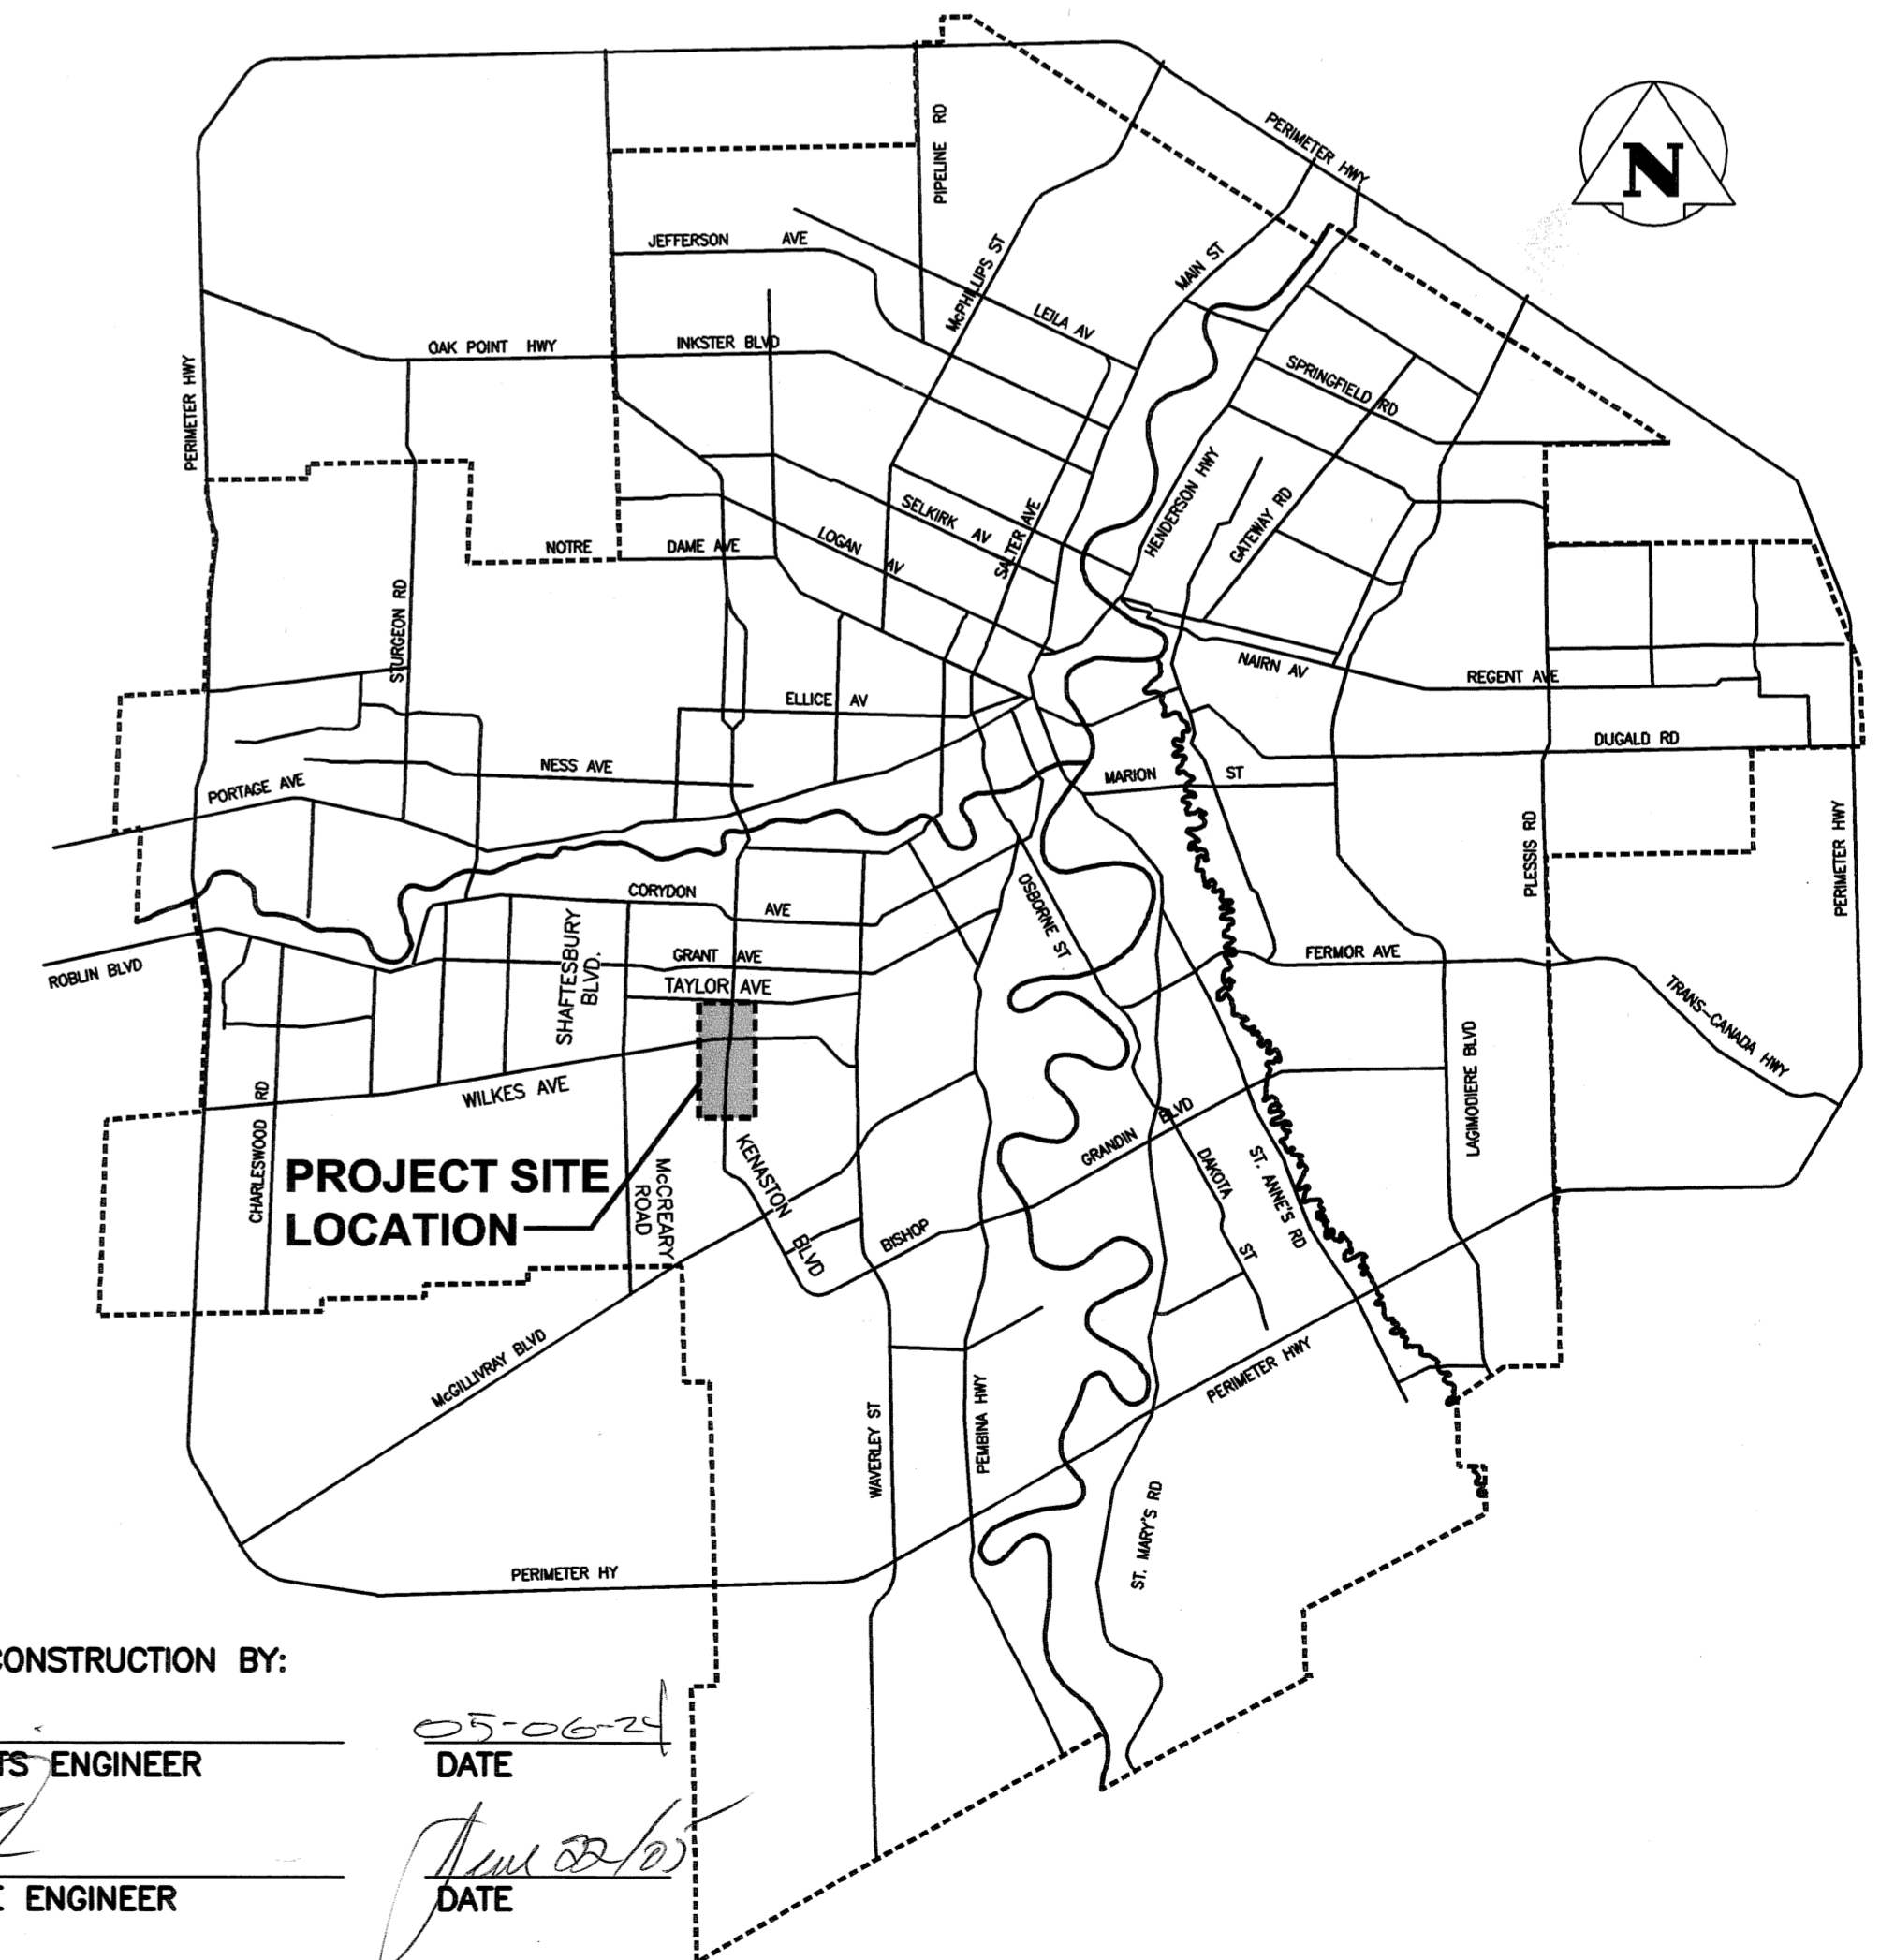 PERIMETER HWY
N
PIPELINE RD
JEFFERSON AVE
McPHILLIPS ST
MAIN ST
LEILA AV
OAK POINT HWY
INKSTER BLVD
PERIMETER HWY
SPRINGFIELD RD
HENDERSON HWY
GATEWAY RD
SELKIRK AV
SALTER AVE
LOGAN AV
NOTRE DAME AVE
STURGEON RD
NAIRN AV
REGENT AVE
ELLICE AV
DUGALD RD
NESS AVE
MARION ST
PORTAGE AVE
PLESSIS RD
PERIMETER HWY
CORYDON AVE
OSBORNE ST
SHAFTESBURY
BLVD.
GRANT AVE
FERMOR AVE
ROBLIN BLVD
TAYLOR AVE
TRANS-CANADA HWY
LAGIMODIERE BLVD
WILKES AVE
CHARLESWOOD RD
KENASTON BLVD
GRANDIN BLVD
DAKOTA ST
ST. ANNE'S RD
PROJECT SITE
LOCATION
McCREARY
ROAD
BISHOP
McGILLIVRAY BLVD
PERIMETER HWY
WAVERLEY ST
PEMBINA HWY
ST. MARY'S RD
PERIMETER HY
CONSTRUCTION BY:
05-06-24
TS ENGINEER
DATE
June 22/05
E ENGINEER
DATE